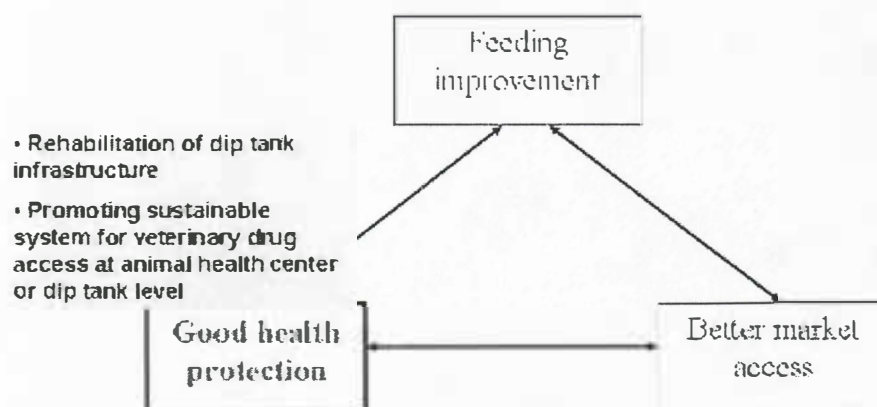 Feeding
improvement
• Rehabilitation of dip tank
infrastructure
• Promoting sustainable
system for veterinary drug
access at animal health center
or dip tank level
Good health
protection
Better market
access